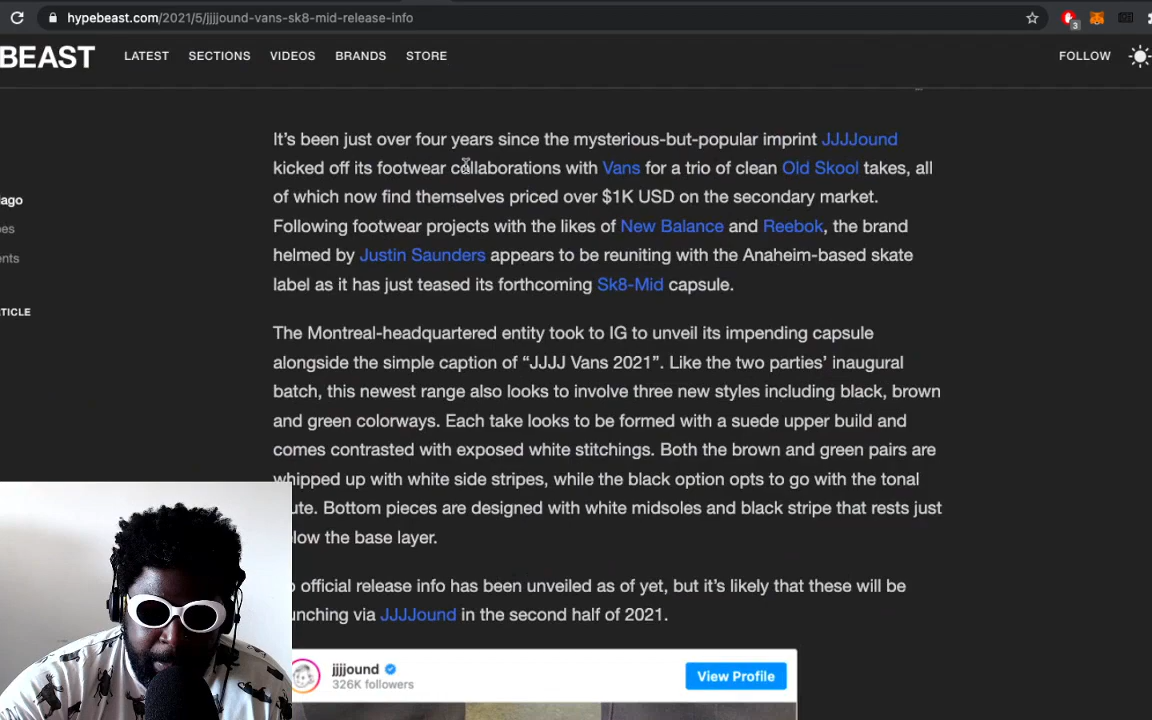 hypebeast.com/2021/5/jjjjound-vans-sk8-mid-release-info
3
BEAST LATEST SECTIONS VIDEOS BRANDS STORE FOLLOW
It's been just over four years since the mysterious-but-popular imprint JJJJound
kicked off its footwear collaborations with Vans for a trio of clean Old Skool takes, all
of which now find themselves priced over $1K USD on the secondary market.
Following footwear projects with the likes of New Balance and Reebok, the brand
helmed by Justin Saunders appears to be reuniting with the Anaheim-based skate
label as it has just teased its forthcoming Sk8-Mid capsule.
The Montreal-headquartered entity took to IG to unveil its impending capsule
alongside the simple caption of “JJJJ Vans 2021”. Like the two parties’ inaugural
batch, this newest range also looks to involve three new styles including black, brown
and green colorways. Each take looks to be formed with a suede upper build and
comes contrasted with exposed white stitchings. Both the brown and green pairs are
whipped up with white side stripes, while the black option opts to go with the tonal
ute. Bottom pieces are designed with white midsoles and black stripe that rests just
low the base layer.
official release info has been unveiled as of yet, but it’s likely that these will be
unching via JJJJound in the second half of 2021.
jjjjound
326K followers
View Profile